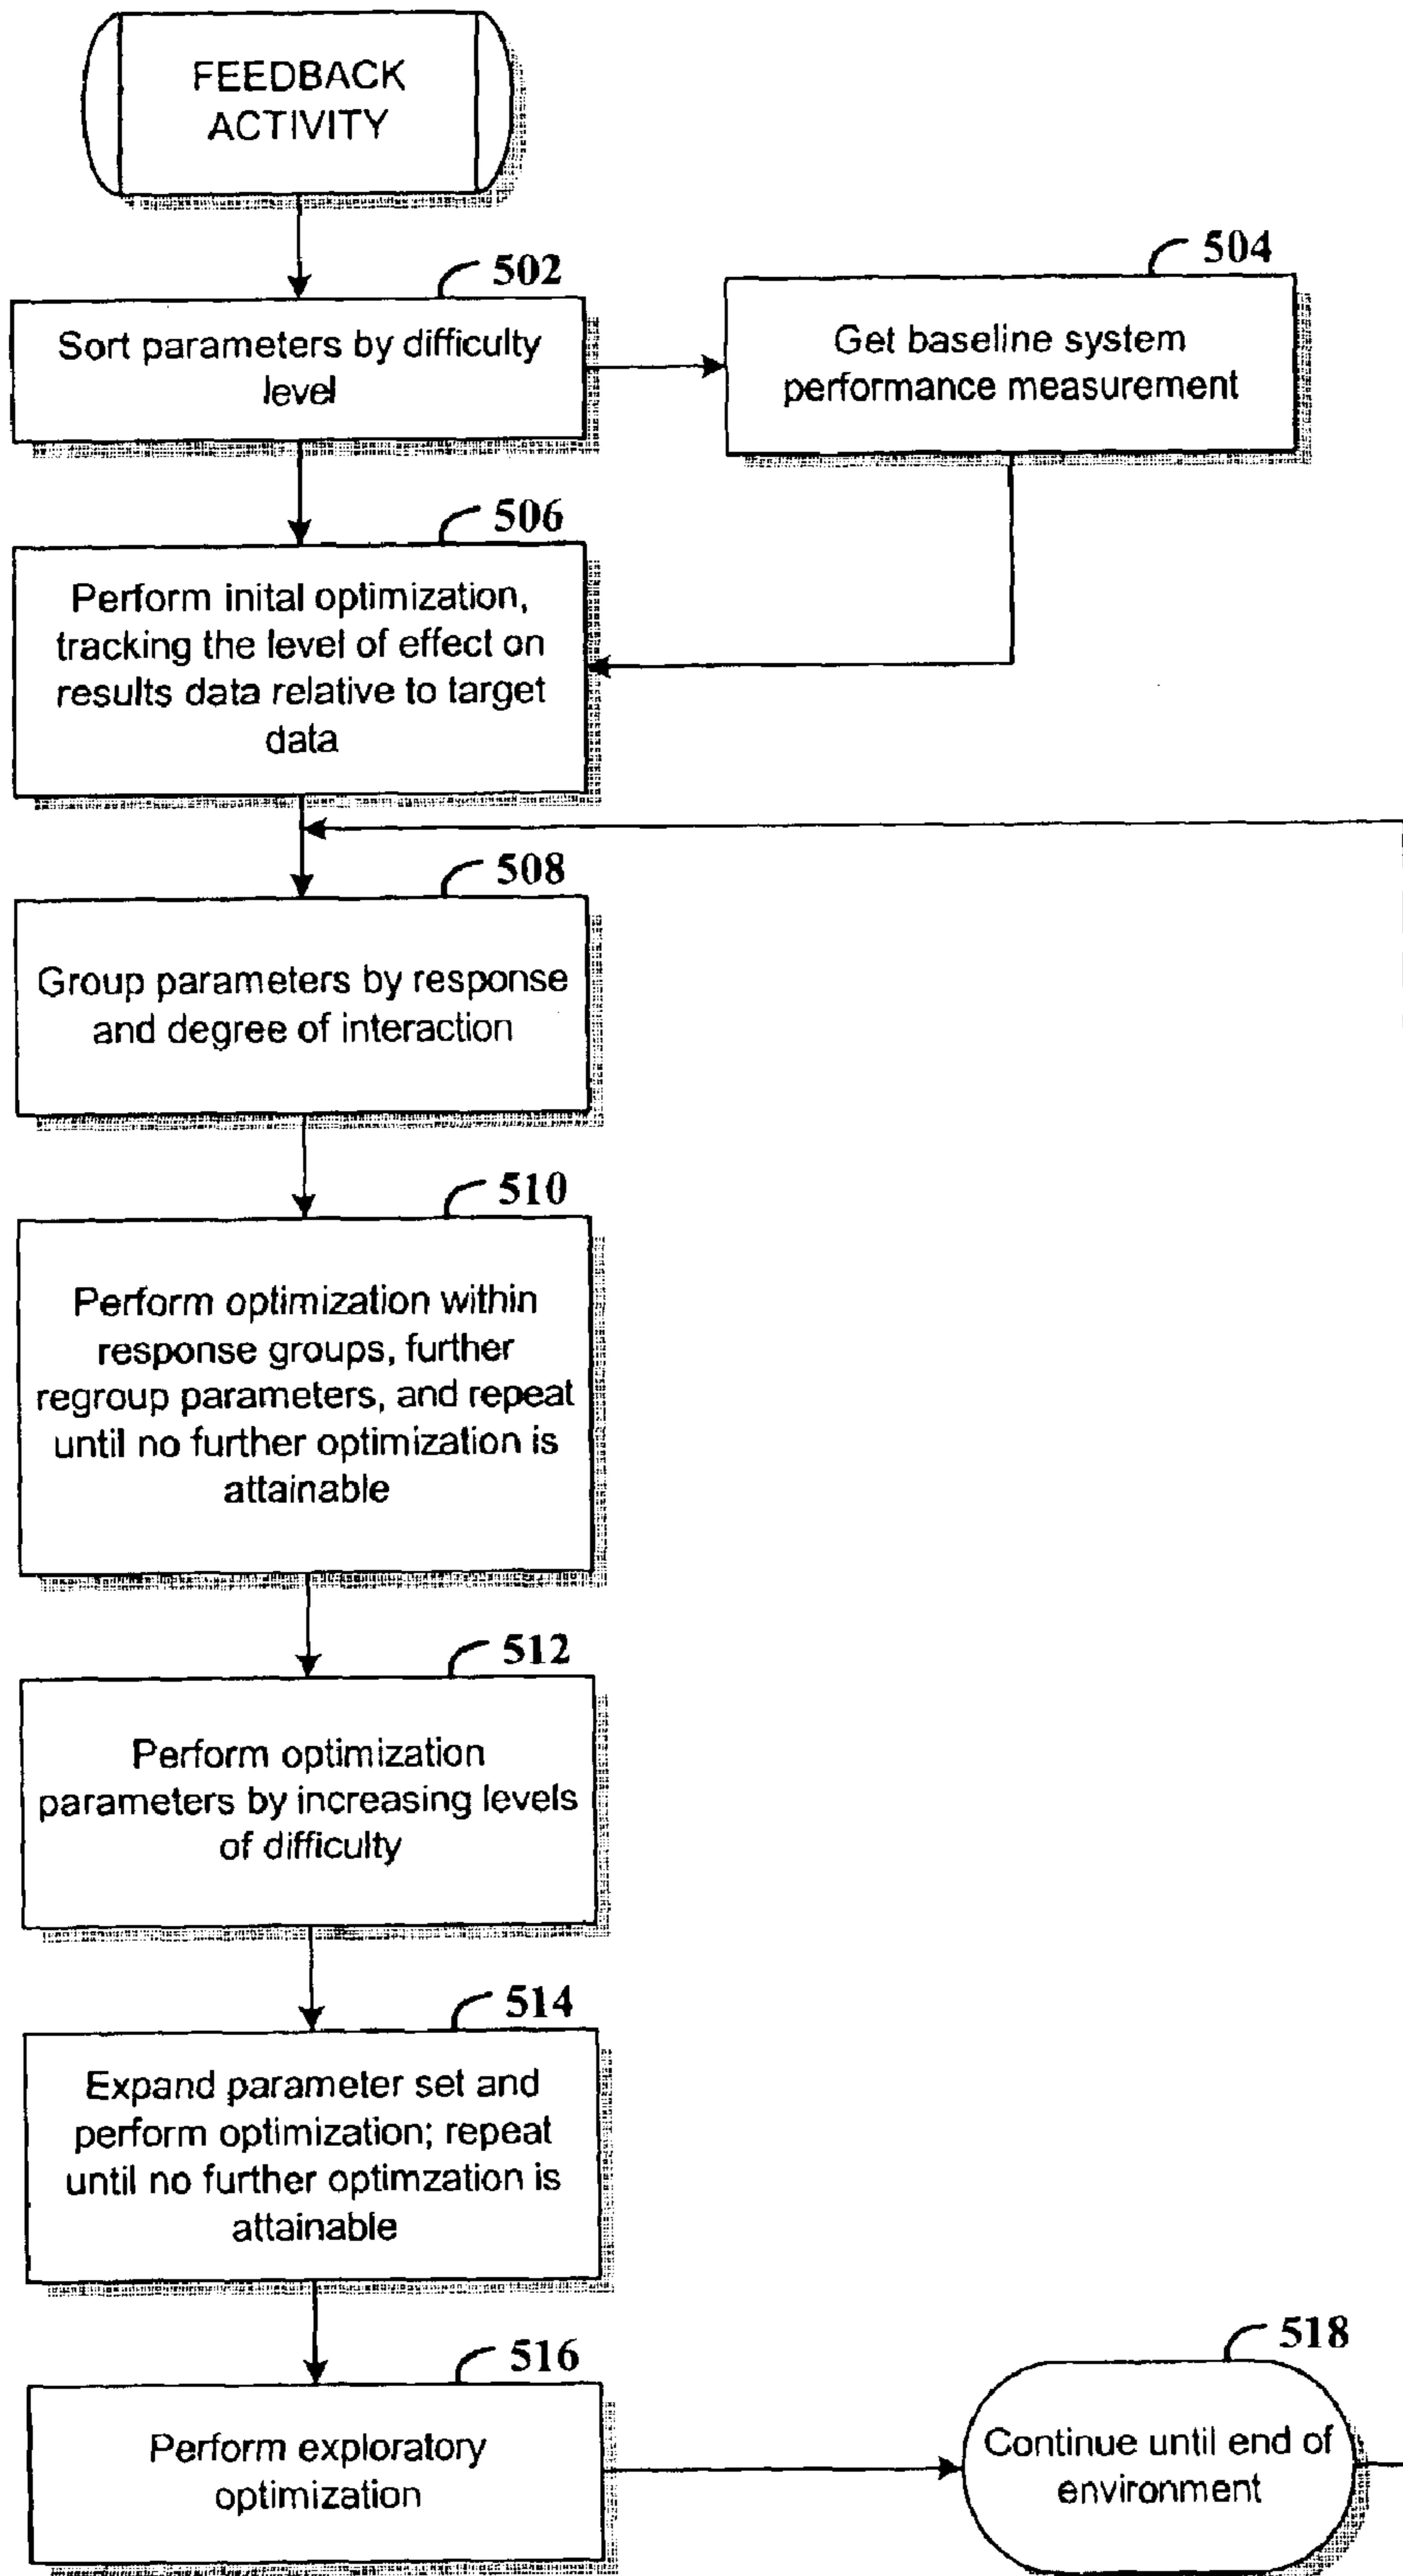 FEEDBACK
ACTIVITY
502
Sort parameters by difficulty
level
504
Get baseline system
performance measurement
506
Perform inital optimization,
tracking the level of effect on
results data relative to target
data
508
Group parameters by response
and degree of interaction
510
Perform optimization within
response groups, further
regroup parameters, and repeat
until no further optimization is
attainable
512
Perform optimization
parameters by increasing levels
of difficulty
514
Expand parameter set and
perform optimization; repeat
until no further optimzation is
attainable
516
Perform exploratory
optimization
518
Continue until end of
environment